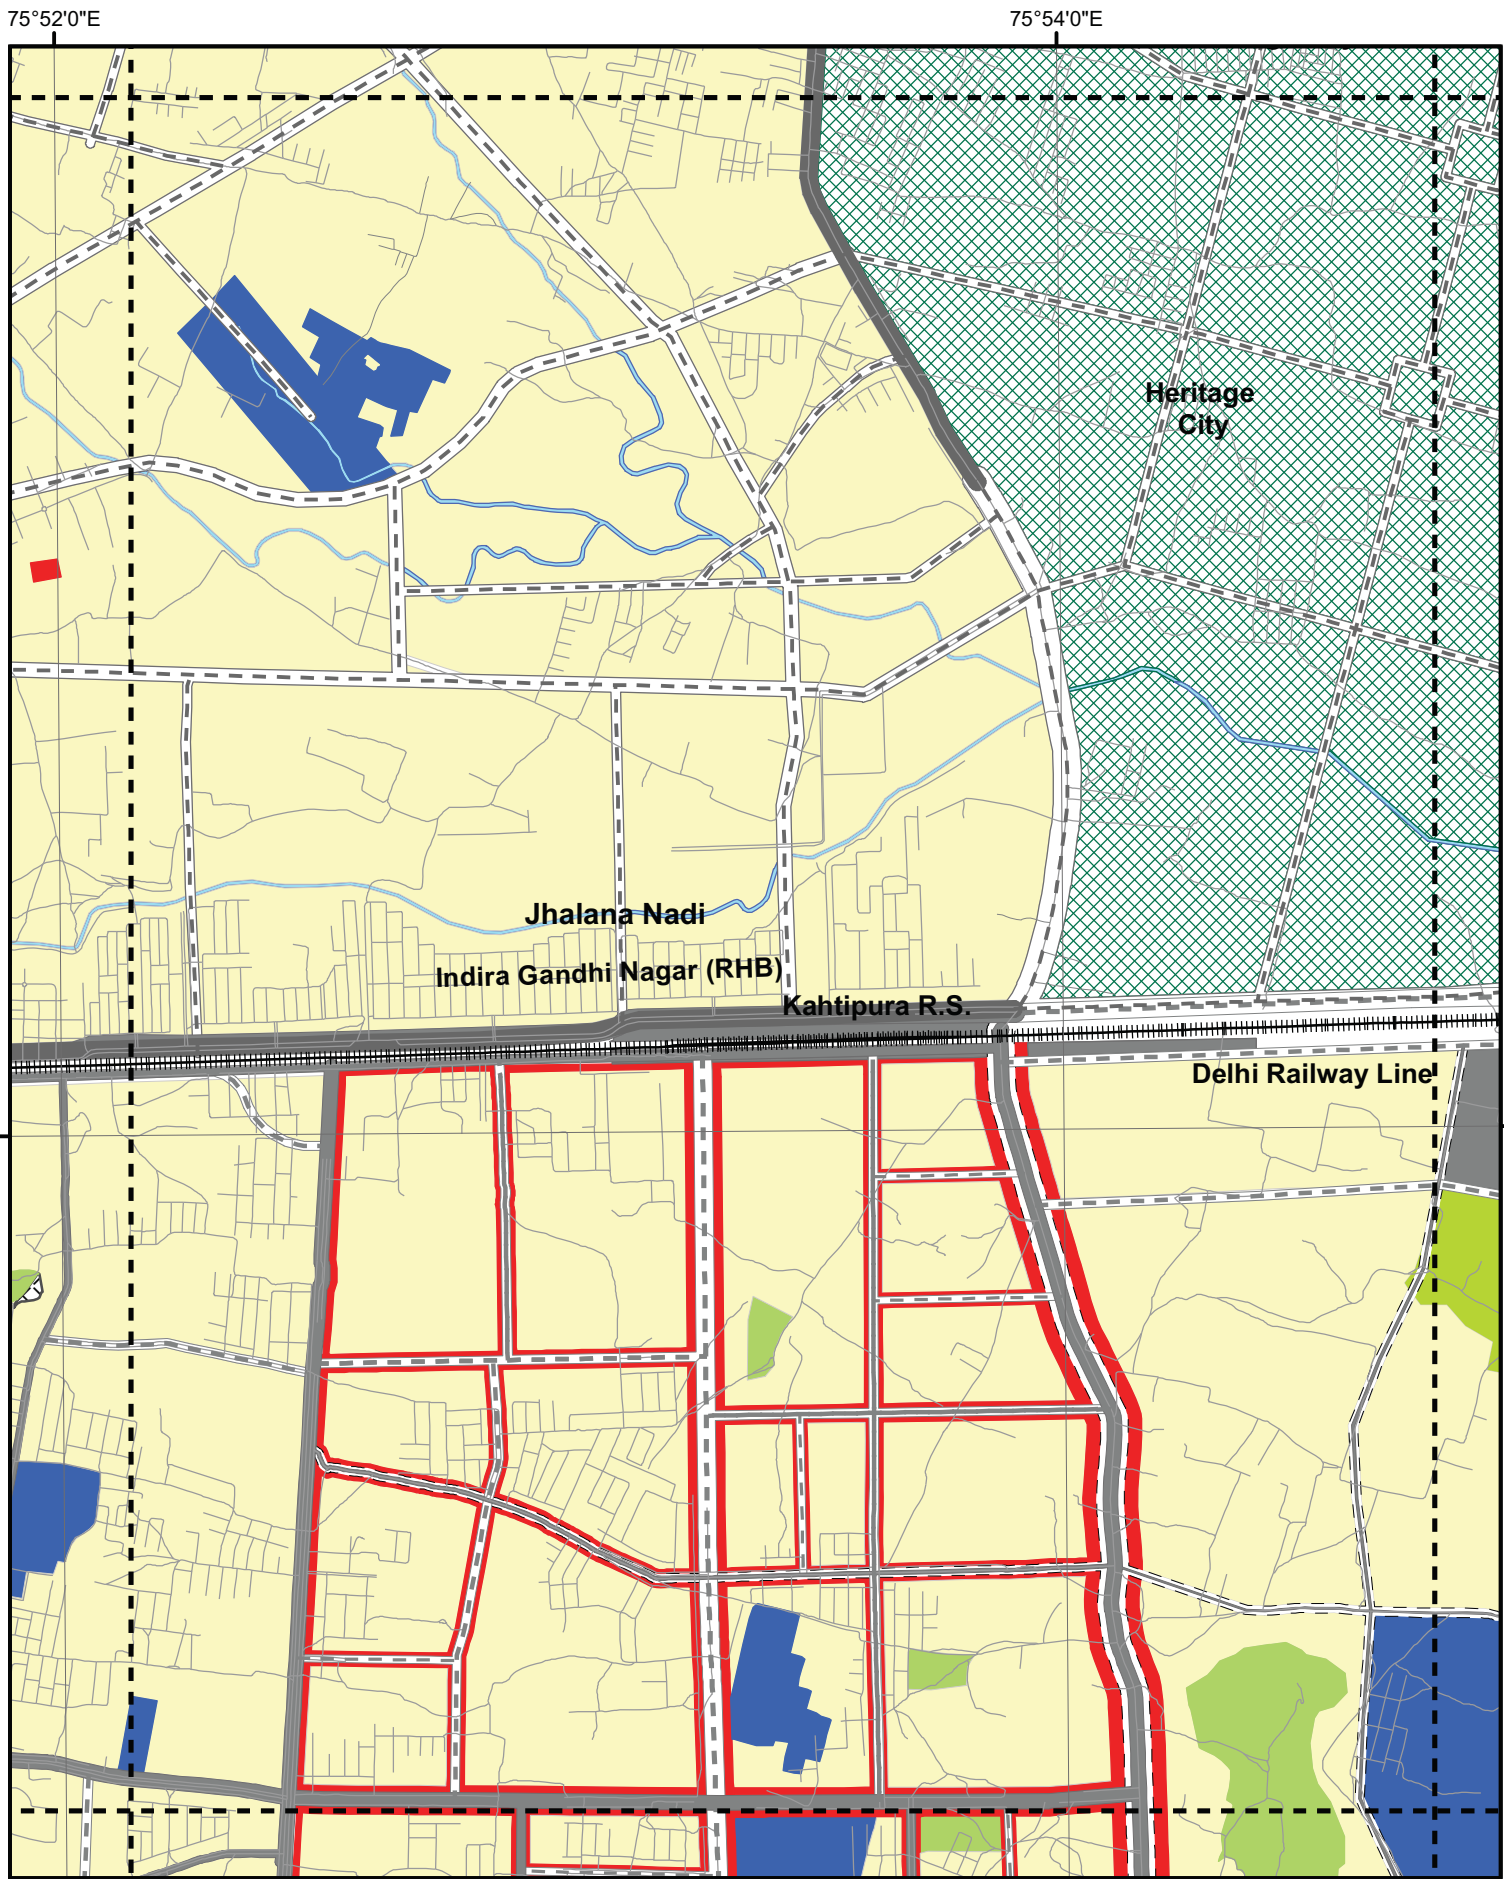 75°52'0"E
75°54'0"E
Heritage
City
Jhalana Nadi
Indira Gandhi Nagar (RHB)
Kahtipura R.S.
Delhi Railway Line